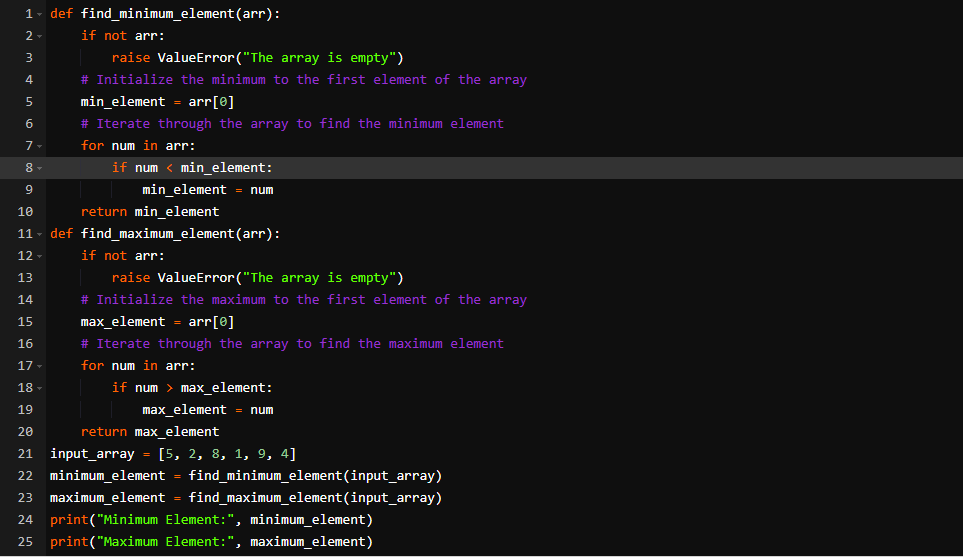 1 def find_minimum_element(arr):
2     if not arr:
3         raise ValueError("The array is empty")
4     # Initialize the minimum to the first element of the array
5     min_element = arr[0]
6     # Iterate through the array to find the minimum element
7     for num in arr:
8         if num < min_element:
9             min_element = num
10     return min_element
11 def find_maximum_element(arr):
12     if not arr:
13         raise ValueError("The array is empty")
14     # Initialize the maximum to the first element of the array
15     max_element = arr[0]
16     # Iterate through the array to find the maximum element
17     for num in arr:
18         if num > max_element:
19             max_element = num
20     return max_element
21 input_array = [5, 2, 8, 1, 9, 4]
22 minimum_element = find_minimum_element(input_array)
23 maximum_element = find_maximum_element(input_array)
24 print("Minimum Element:", minimum_element)
25 print("Maximum Element:", maximum_element)